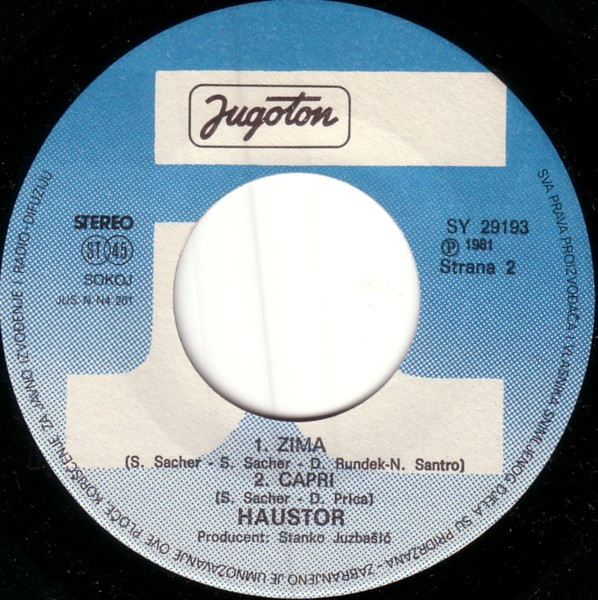 Jugoton
STEREO
ST 45
SOKOJ
JUS. N. N4 201
SY 29193
℗ 1981
Strana 2
1. ZIMA
(S. Sacher - S. Sacher - D. Rundek-N. Santro)
2. CAPRI
(S. Sacher - D. Prica)
HAUSTOR
Producent: Stanko Juzbašić
SVA PRAVA PROIZVOĐAČA I VLASNIKA SNIMLJENOG DJELA SU PRIDRŽANA - ZABRANJENO JE UMNOŽAVANJE OVE PLOČE, KORIŠĆENJE ZA JAVNO IZVOĐENJE I RADIO-DIFUZIJU